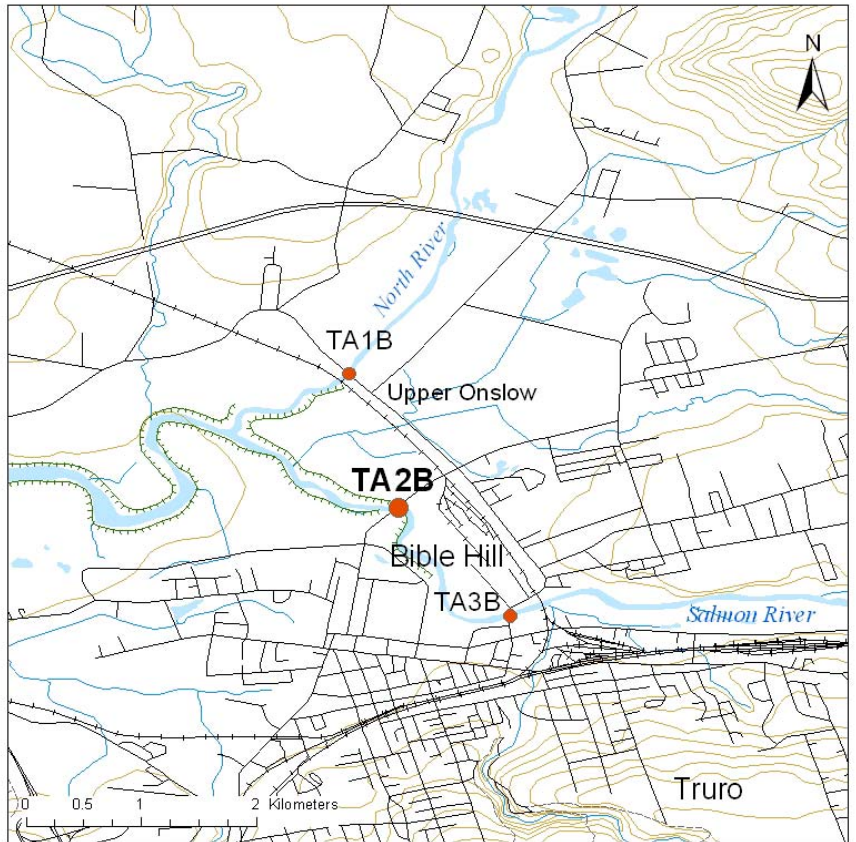 N
North River
TA1B
Upper Onslow
TA2B
Bible Hill
TA3B
Salmon River
Truro
0 0.5 1 2 Kilometers